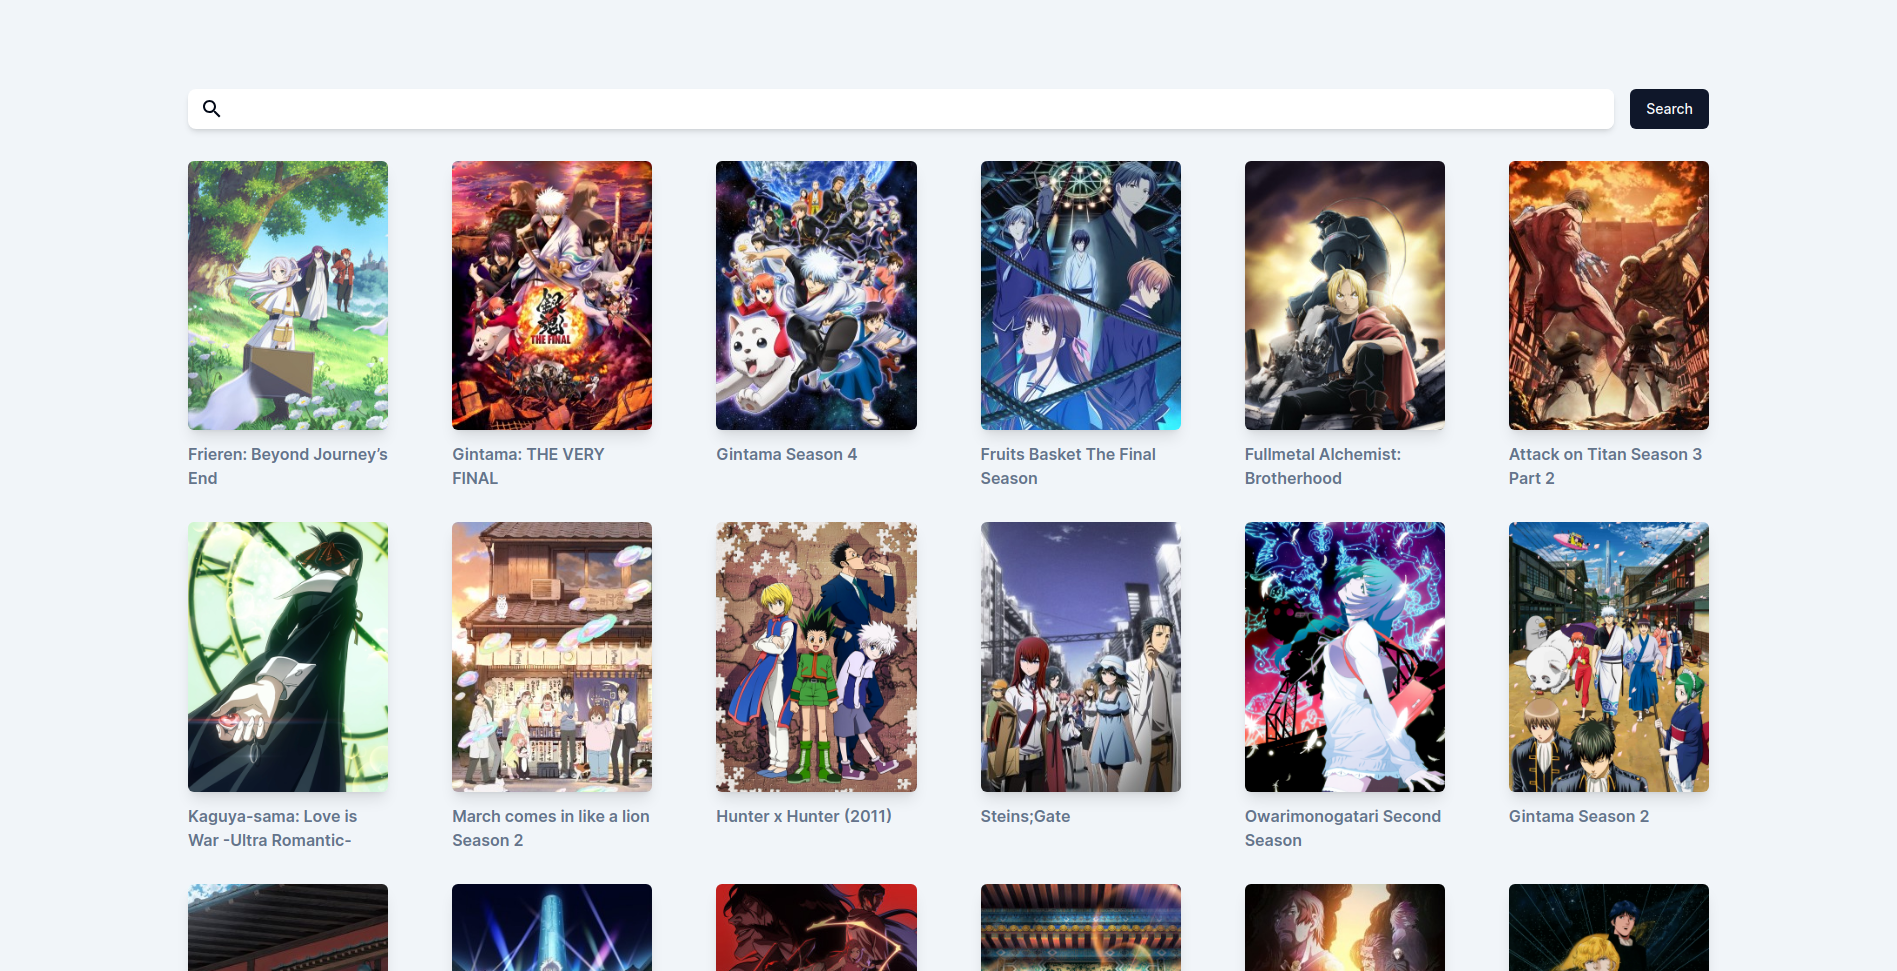 Search
銀魂
THE FINAL
Frieren: Beyond Journey’s
End
Gintama: THE VERY
FINAL
Gintama Season 4
Fruits Basket The Final
Season
Fullmetal Alchemist:
Brotherhood
Attack on Titan Season 3
Part 2
Kaguya-sama: Love is
War -Ultra Romantic-
March comes in like a lion
Season 2
Hunter x Hunter (2011)
Steins;Gate
Owarimonogatari Second
Season
Gintama Season 2